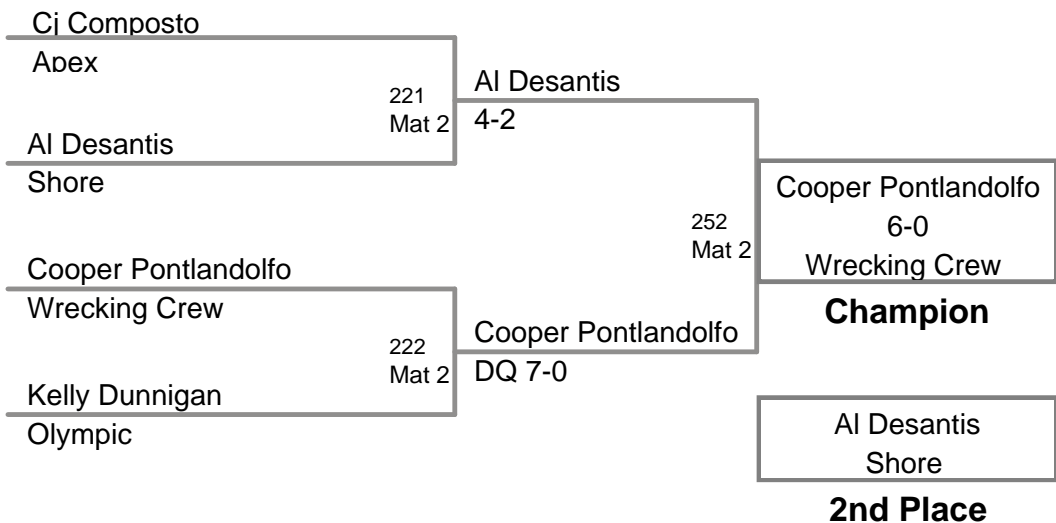 Cj Composto
Apex
221
Mat 2
Al Desantis
4-2
Al Desantis
Shore
Cooper Pontlandolfo
6-0
Wrecking Crew
Champion
252
Mat 2
Cooper Pontlandolfo
Wrecking Crew
222
Mat 2
Cooper Pontlandolfo
DQ 7-0
Kelly Dunnigan
Olympic
Al Desantis
Shore
2nd Place